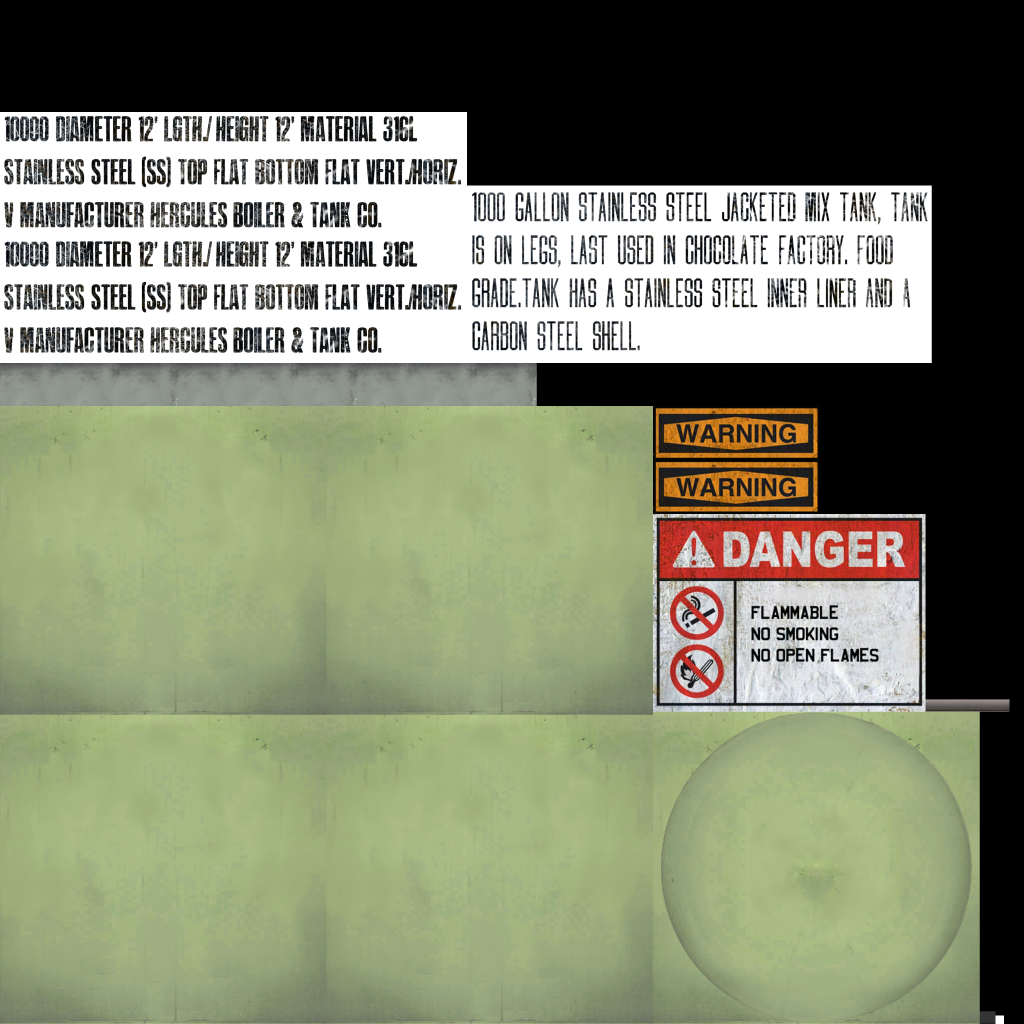 10000 DIAMETER 12' LGTH./HEIGHT 12' MATERIAL 316L
STAINLESS STEEL (SS) TOP FLAT BOTTOM FLAT VERT./HORIZ.
V MANUFACTURER HERCULES BOILER & TANK CO.
10000 DIAMETER 12' LGTH./HEIGHT 12' MATERIAL 316L
STAINLESS STEEL (SS) TOP FLAT BOTTOM FLAT VERT./HORIZ.
V MANUFACTURER HERCULES BOILER & TANK CO.
1000 GALLON STAINLESS STEEL JACKETED MIX TANK, TANK
IS ON LEGS, LAST USED IN CHOCOLATE FACTORY. FOOD
GRADE.TANK HAS A STAINLESS STEEL INNER LINER AND A
CARBON STEEL SHELL.
WARNING
WARNING
DANGER
FLAMMABLE
NO SMOKING
NO OPEN FLAMES